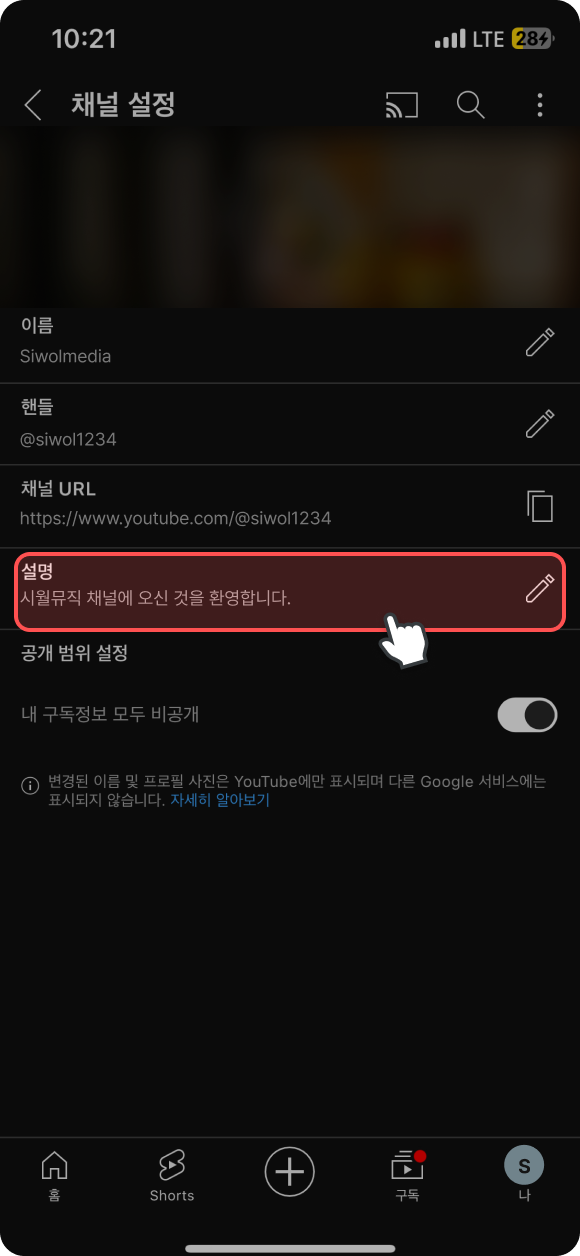 10:21
LTE 28
채널 설정
이름
Siwolmedia
핸들
@siwol1234
채널 URL
https://www.youtube.com/@siwol1234
설명
시월뮤직 채널에 오신 것을 환영합니다.
공개 범위 설정
내 구독정보 모두 비공개
변경된 이름 및 프로필 사진은 YouTube에만 표시되며 다른 Google 서비스에는
표시되지 않습니다. 자세히 알아보기
S
홈 Shorts 구독 나